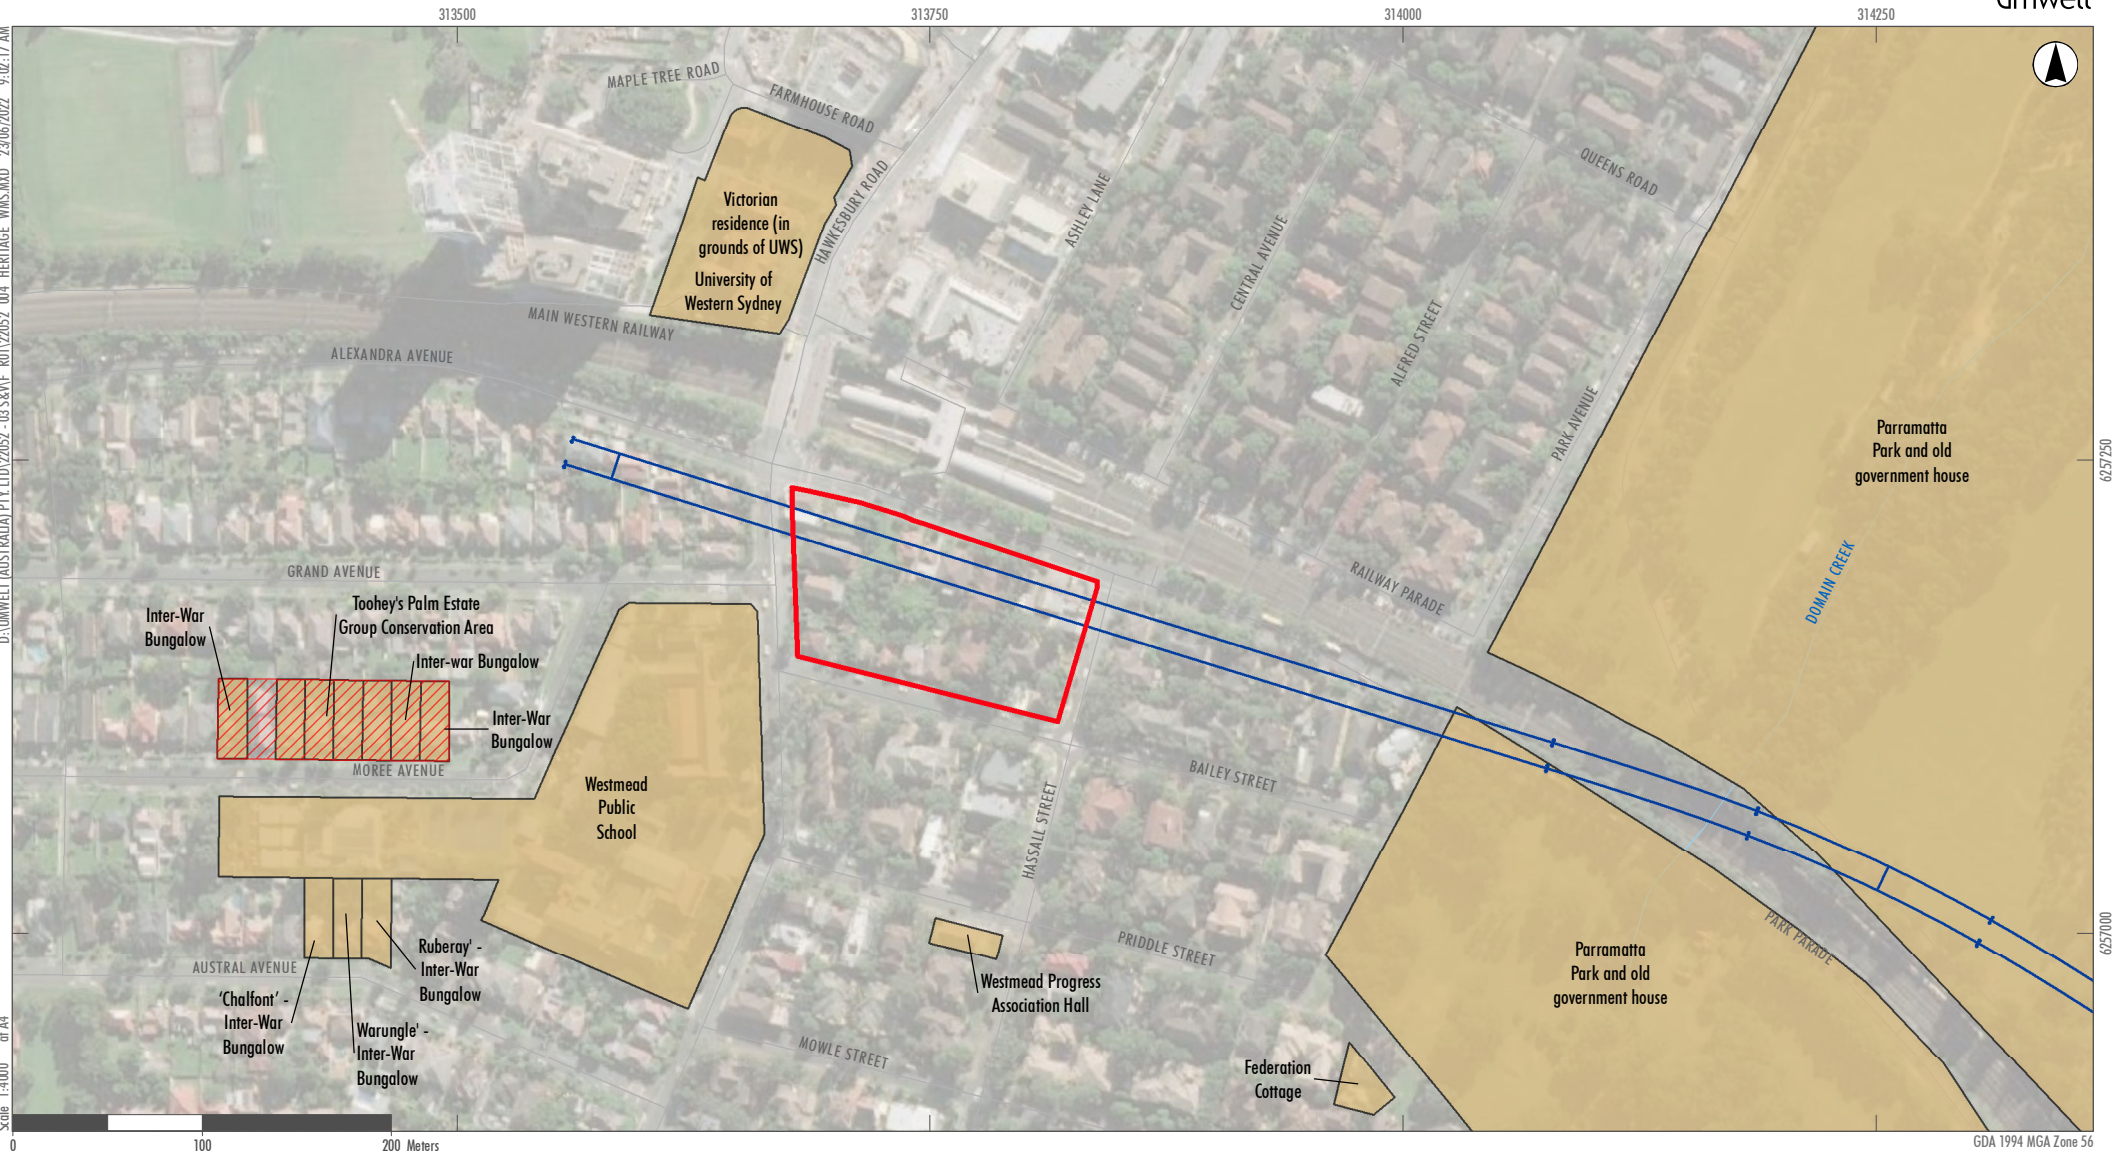 313500
313750
314000
314250
MAPLE TREE ROAD
FARMHOUSE ROAD
HAWKESBURY ROAD
ASHLEY LANE
CENTRAL AVENUE
QUEENS ROAD
ALFRED STREET
PARK AVENUE
Victorian
residence (in
grounds of UWS)
University of
Western Sydney
MAIN WESTERN RAILWAY
ALEXANDRA AVENUE
Parramatta
Park and old
government house
6257250
DOMAIN CREEK
RAILWAY PARADE
GRAND AVENUE
Inter-War
Bungalow
Toohey's Palm Estate
Group Conservation Area
Inter-war Bungalow
Inter-War
Bungalow
MOREE AVENUE
Westmead
Public
School
BAILEY STREET
HASSALL STREET
PRIDDLE STREET
PARK PARADE
6257000
Parramatta
Park and old
government house
Westmead Progress
Association Hall
AUSTRAL AVENUE
Ruberay' -
Inter-War
Bungalow
'Chalfont' -
Inter-War
Bungalow
Warungle' -
Inter-War
Bungalow
MOWLE STREET
Federation
Cottage
0
100
200 Meters
Scale 1:4000 at A4
GDA 1994 MGA Zone 56